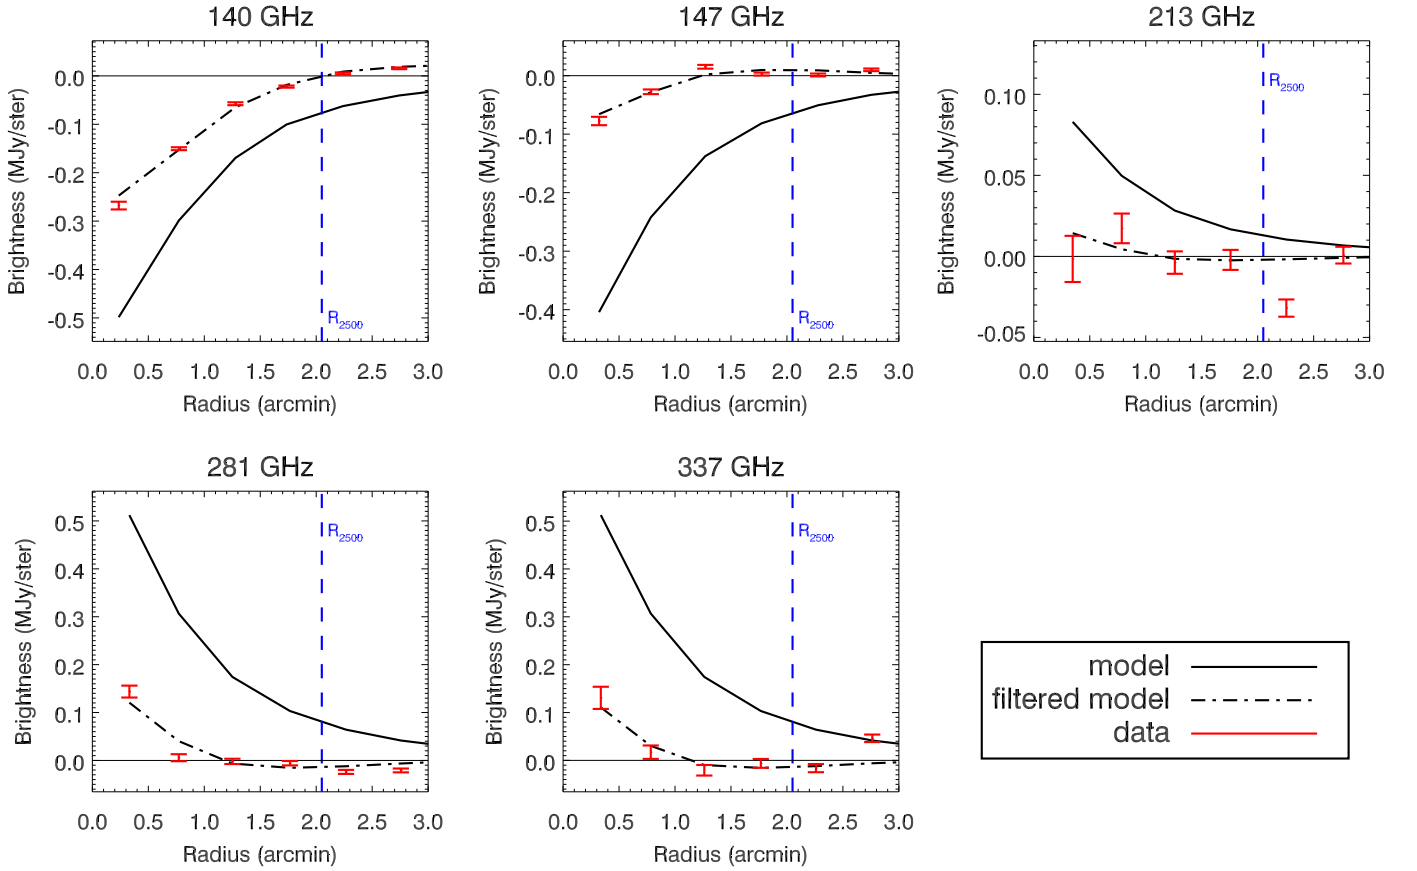 140 GHz
147 GHz
213 GHz
Brightness (MJy/ster)
0.0
-0.1
-0.2
-0.3
-0.4
-0.5
R2500
0.0 0.5 1.0 1.5 2.0 2.5 3.0
Radius (arcmin)
Brightness (MJy/ster)
0.0
-0.1
-0.2
-0.3
-0.4
R2500
0.0 0.5 1.0 1.5 2.0 2.5 3.0
Radius (arcmin)
Brightness (MJy/ster)
0.10
0.05
0.00
-0.05
R2500
0.0 0.5 1.0 1.5 2.0 2.5 3.0
Radius (arcmin)
281 GHz
337 GHz
Brightness (MJy/ster)
0.5
0.4
0.3
0.2
0.1
0.0
R2500
0.0 0.5 1.0 1.5 2.0 2.5 3.0
Radius (arcmin)
Brightness (MJy/ster)
0.5
0.4
0.3
0.2
0.1
0.0
R2500
0.0 0.5 1.0 1.5 2.0 2.5 3.0
Radius (arcmin)
model
filtered model
data